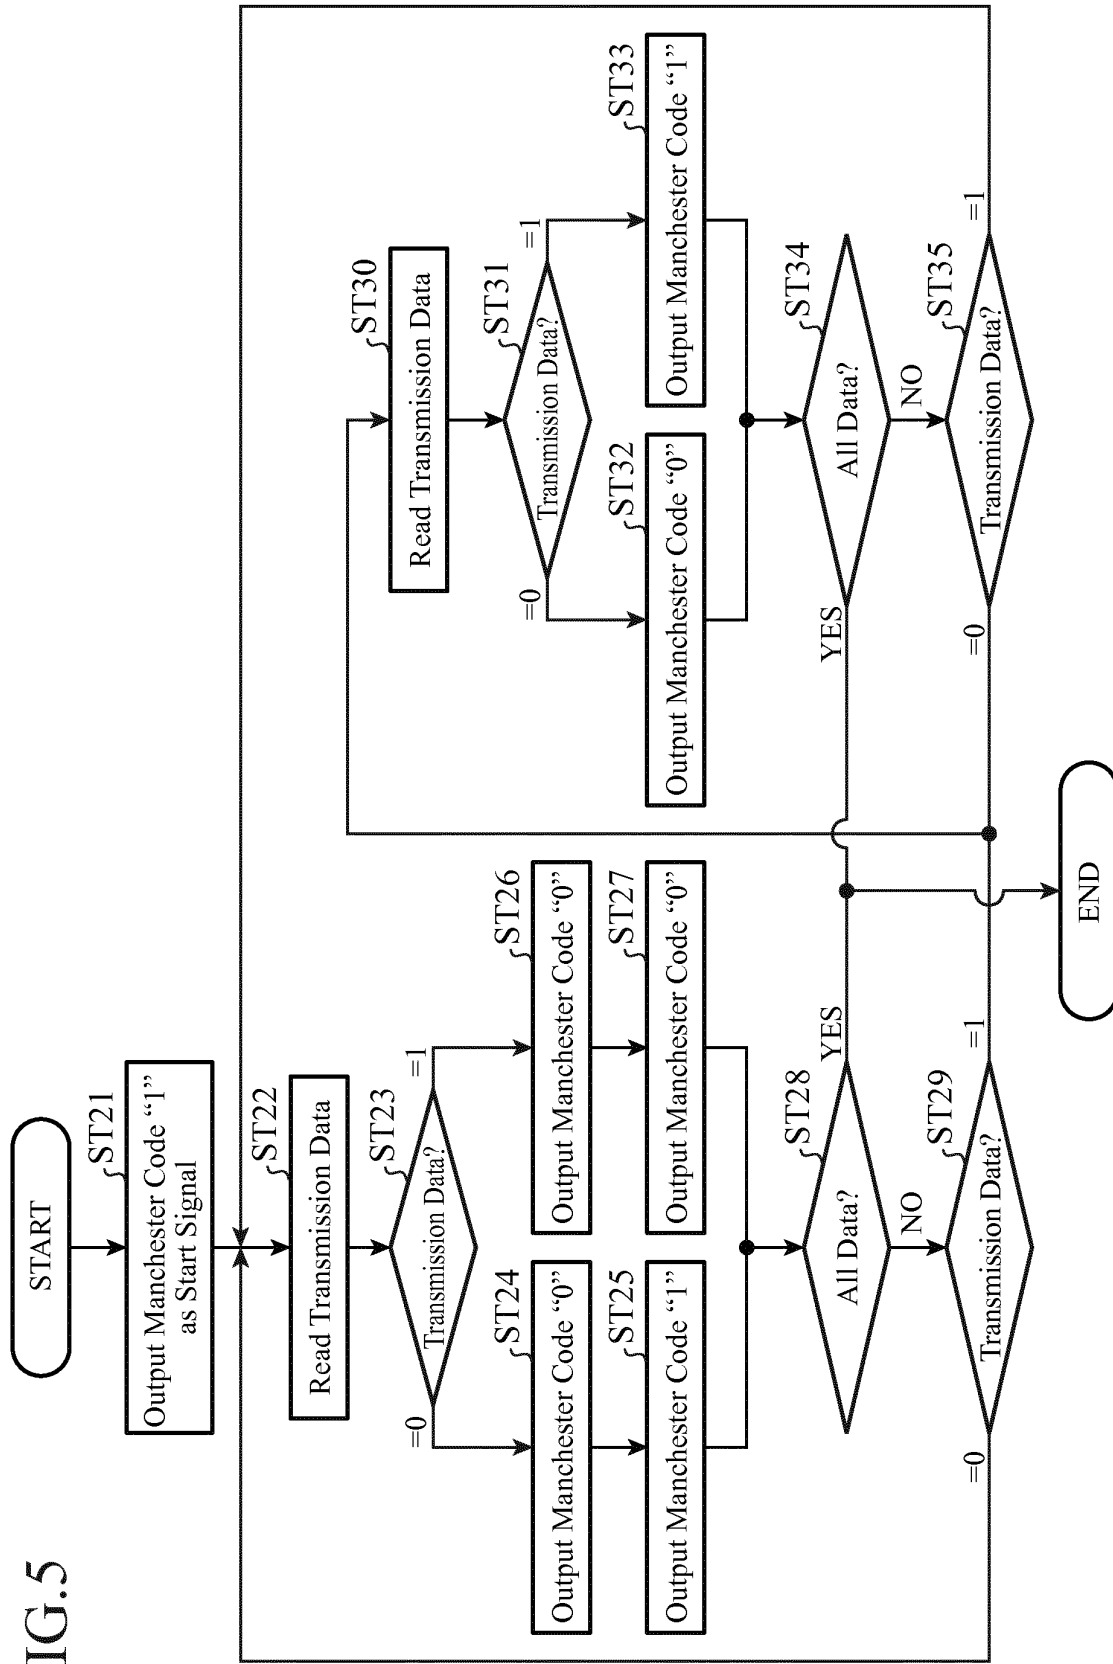 IG.5
START
ST21
Output Manchester Code “1”
as Start Signal
ST22
Read Transmission Data
ST23
Transmission Data?
=0
=1
ST24
Output Manchester Code “0”
ST26
Output Manchester Code “0”
ST25
Output Manchester Code “1”
ST27
Output Manchester Code “0”
ST28
All Data?
YES
NO
ST29
Transmission Data?
=0
=1
ST30
Read Transmission Data
ST31
Transmission Data?
=0
=1
ST32
Output Manchester Code “0”
ST33
Output Manchester Code “1”
ST34
All Data?
YES
NO
ST35
Transmission Data?
=0
=1
END